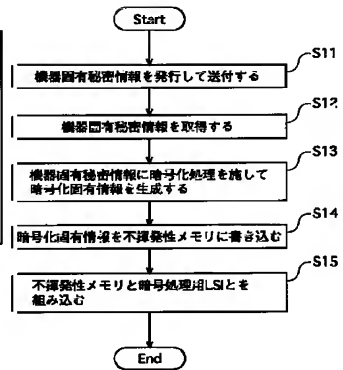 Start
S11
機器固有秘密情報を発行して送付する
S12
機器固有秘密情報を取得する
S13
機器固有秘密情報に暗号化処理を施して
暗号化固有情報を生成する
S14
暗号化固有情報を不揮発性メモリに書き込む
S15
不揮発性メモリと暗号処理用LSIとを
組み込む
End